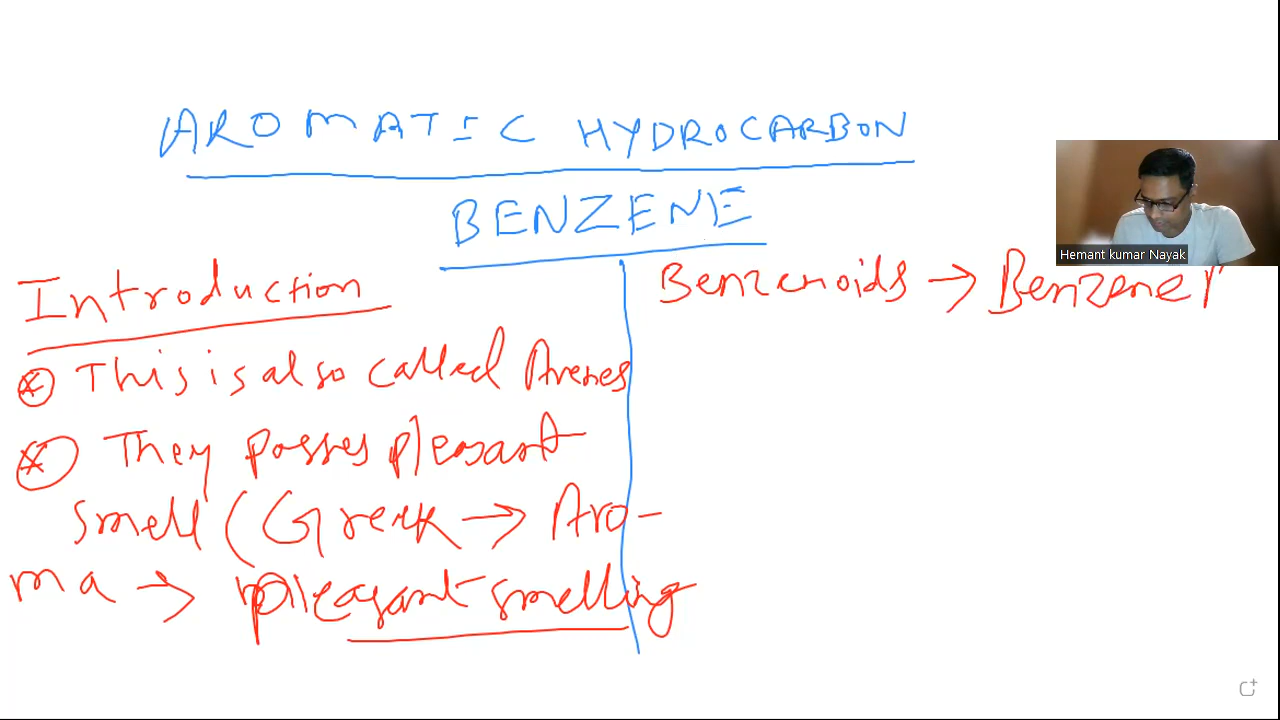 AROMATIC HYDROCARBON
BENZENE
Introduction
This is also called Arenes
They posses pleasant
smell (Greek → Aro-
ma → pleasant smelling
Benzenoids → Benzene r
Hemant kumar Nayak